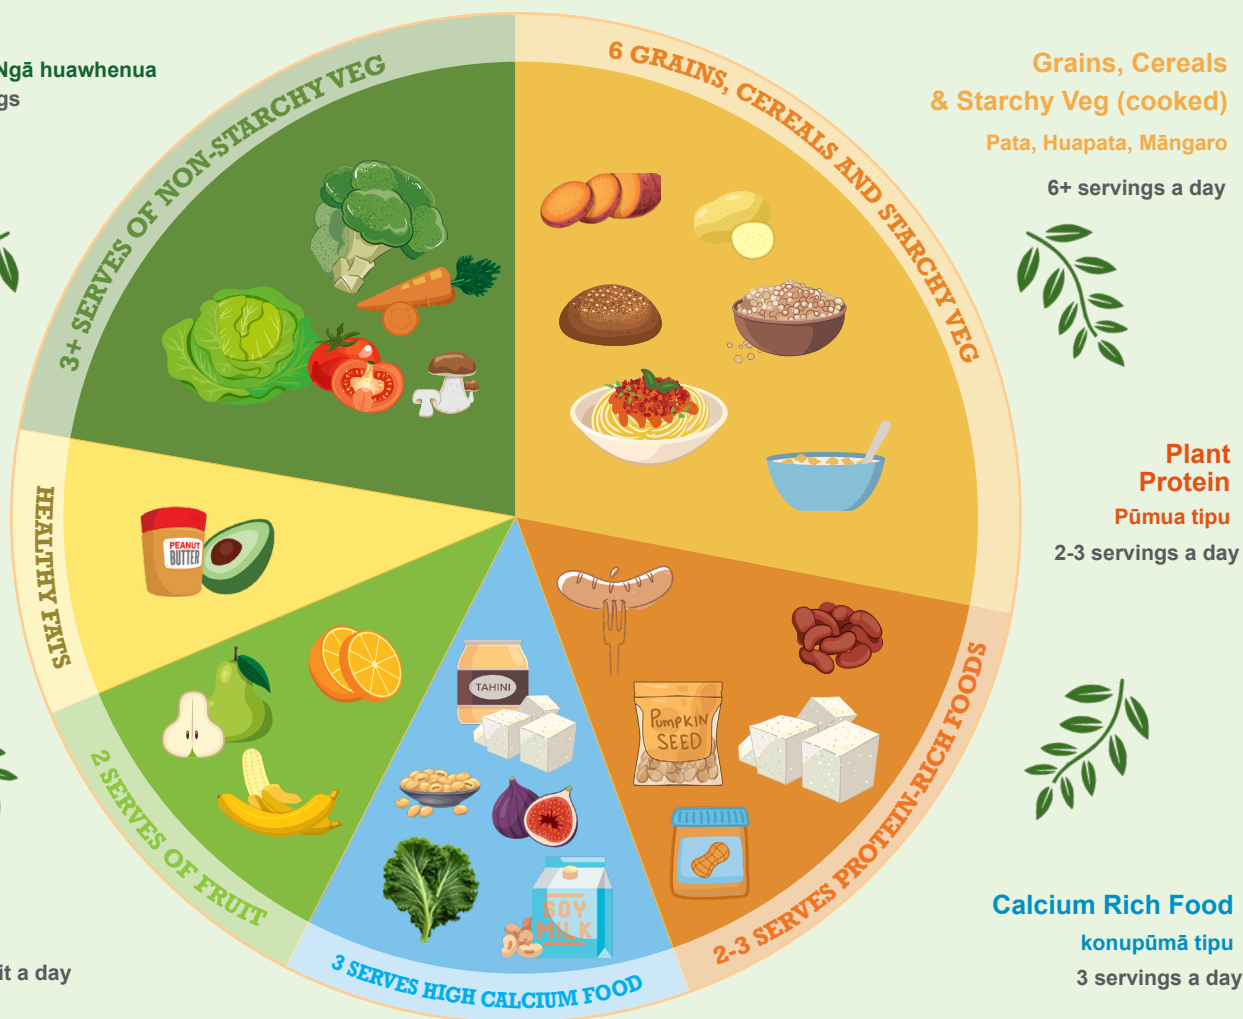 Ngā huawhenua
3+ SERVES OF NON-STARCHY VEG
6 GRAINS, CEREALS AND STARCHY VEG
Grains, Cereals
& Starchy Veg (cooked)
Pata, Huapata, Māngaro
6+ servings a day
HEALTHY FATS
PEANUT
BUTTER
Plant
Protein
Pūmua tipu
2-3 servings a day
TAHINI
PUMPKIN
SEED
2-3 SERVES PROTEIN-RICH FOODS
2 SERVES OF FRUIT
SOY
MILK
3 SERVES HIGH CALCIUM FOOD
Calcium Rich Food
konupūmā tipu
3 servings a day
a day